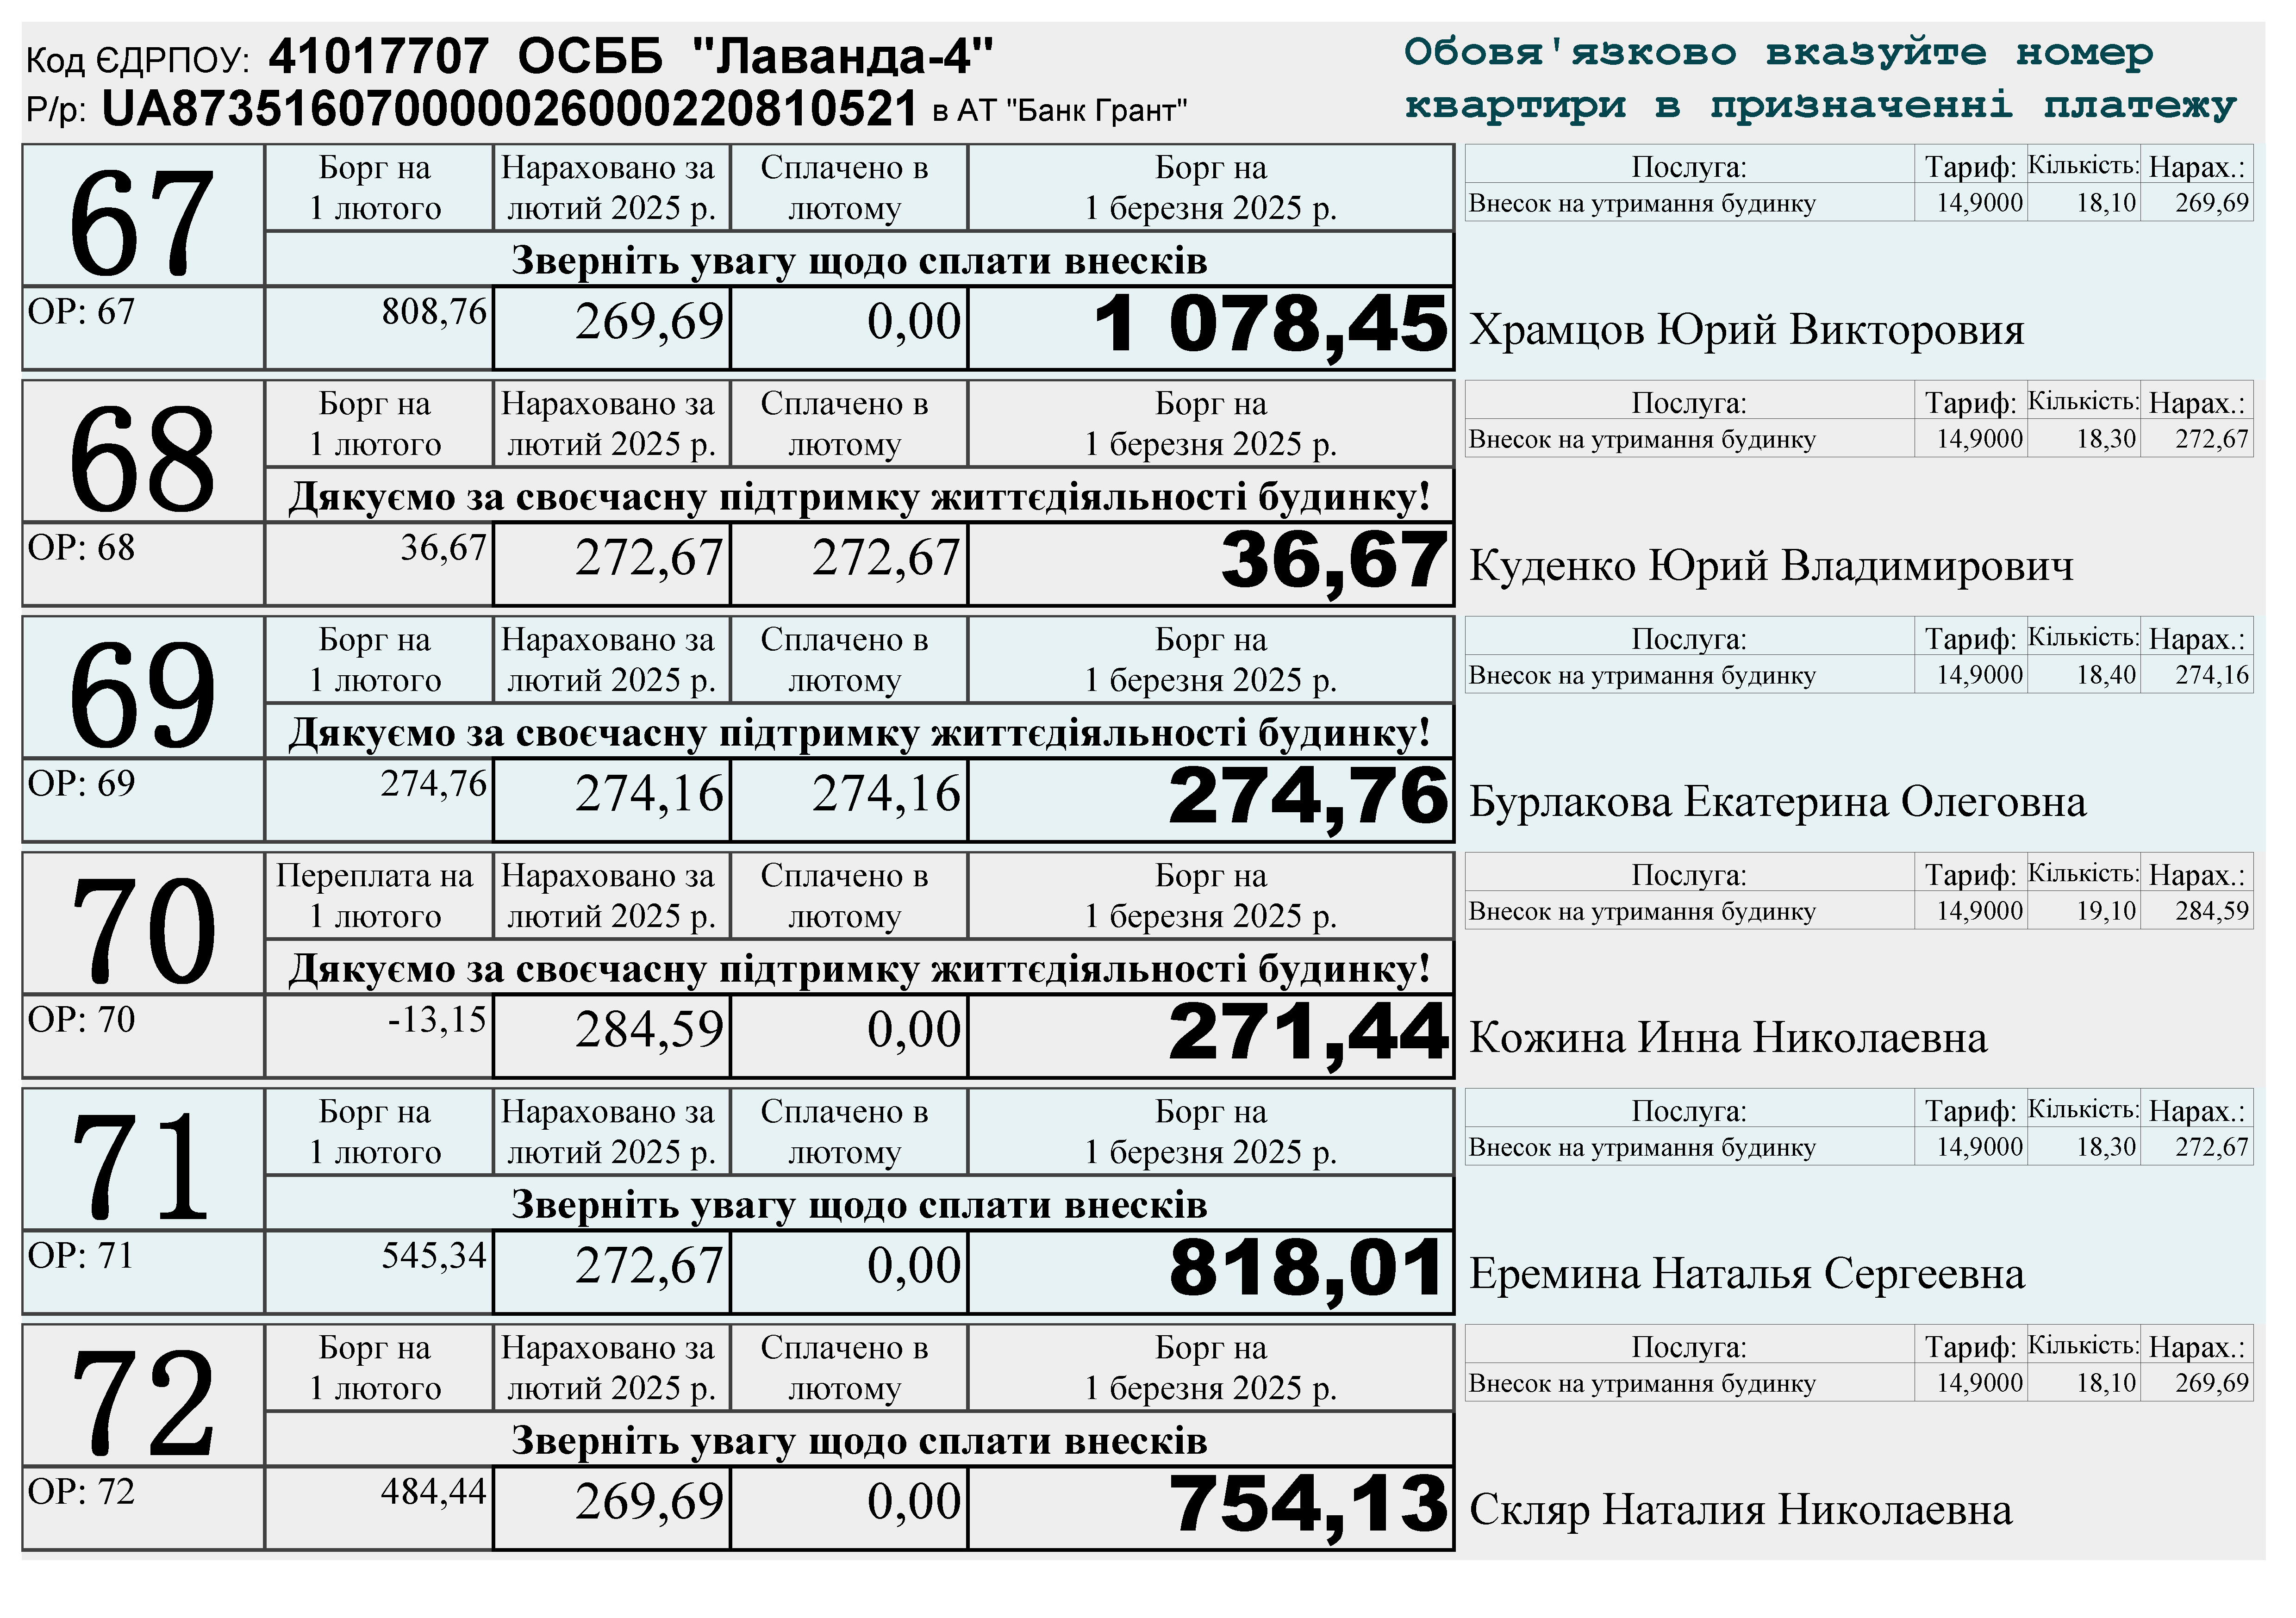 Код ЄДРПОУ: 41017707 ОСББ "Лаванда-4"
Р/р: UA873516070000026000220810521 в АТ "Банк Грант"
Обовя'язково вказуйте номер
квартири в призначенні платежу
67
Борг на
1 лютого
Нараховано за
лютий 2025 р.
Сплачено в
лютому
Борг на
1 березня 2025 р.
Послуга: Тариф: Кількість: Нарах.:
Внесок на утримання будинку 14,9000 18,10 269,69
Зверніть увагу щодо сплати внесків
ОР: 67 808,76 269,69 0,00 1 078,45 Храмцов Юрий Викторовия
68
Борг на
1 лютого
Нараховано за
лютий 2025 р.
Сплачено в
лютому
Борг на
1 березня 2025 р.
Послуга: Тариф: Кількість: Нарах.:
Внесок на утримання будинку 14,9000 18,30 272,67
Дякуємо за своєчасну підтримку життєдіяльності будинку!
ОР: 68 36,67 272,67 272,67 36,67 Куденко Юрий Владимирович
69
Борг на
1 лютого
Нараховано за
лютий 2025 р.
Сплачено в
лютому
Борг на
1 березня 2025 р.
Послуга: Тариф: Кількість: Нарах.:
Внесок на утримання будинку 14,9000 18,40 274,16
Дякуємо за своєчасну підтримку життєдіяльності будинку!
ОР: 69 274,76 274,16 274,16 274,76 Бурлакова Екатерина Олеговна
70
Переплата на
1 лютого
Нараховано за
лютий 2025 р.
Сплачено в
лютому
Борг на
1 березня 2025 р.
Послуга: Тариф: Кількість: Нарах.:
Внесок на утримання будинку 14,9000 19,10 284,59
Дякуємо за своєчасну підтримку життєдіяльності будинку!
ОР: 70 -13,15 284,59 0,00 271,44 Кожина Инна Николаевна
71
Борг на
1 лютого
Нараховано за
лютий 2025 р.
Сплачено в
лютому
Борг на
1 березня 2025 р.
Послуга: Тариф: Кількість: Нарах.:
Внесок на утримання будинку 14,9000 18,30 272,67
Зверніть увагу щодо сплати внесків
ОР: 71 545,34 272,67 0,00 818,01 Еремина Наталья Сергеевна
72
Борг на
1 лютого
Нараховано за
лютий 2025 р.
Сплачено в
лютому
Борг на
1 березня 2025 р.
Послуга: Тариф: Кількість: Нарах.:
Внесок на утримання будинку 14,9000 18,10 269,69
Зверніть увагу щодо сплати внесків
ОР: 72 484,44 269,69 0,00 754,13 Скляр Наталия Николаевна